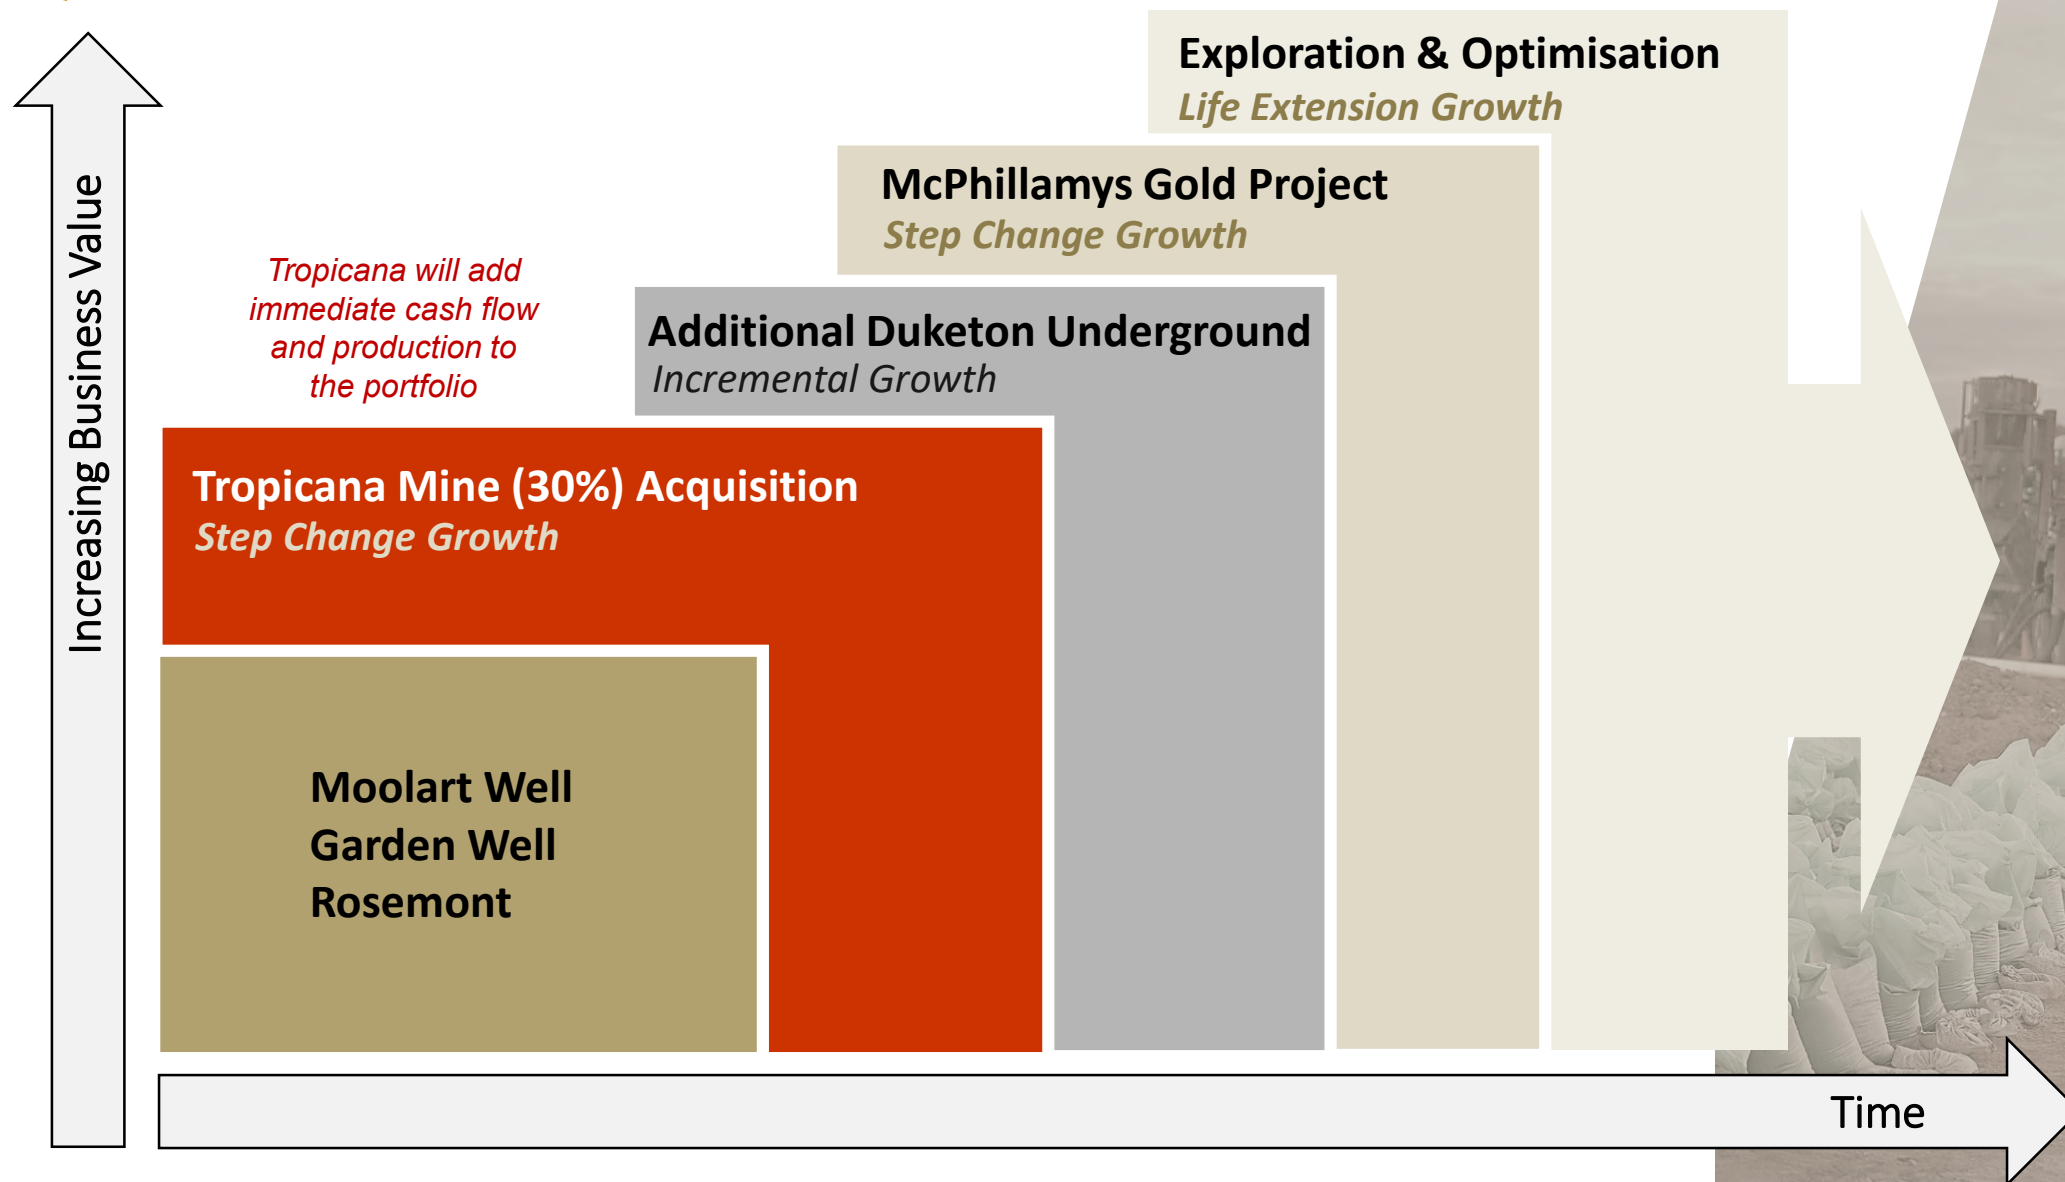 Exploration & Optimisation
Life Extension Growth
McPhillamys Gold Project
Step Change Growth
Tropicana will add
immediate cash flow
and production to
the portfolio
Additional Duketon Underground
Incremental Growth
Tropicana Mine (30%) Acquisition
Step Change Growth
Moolart Well
Garden Well
Rosemont
Increasing Business Value
Time